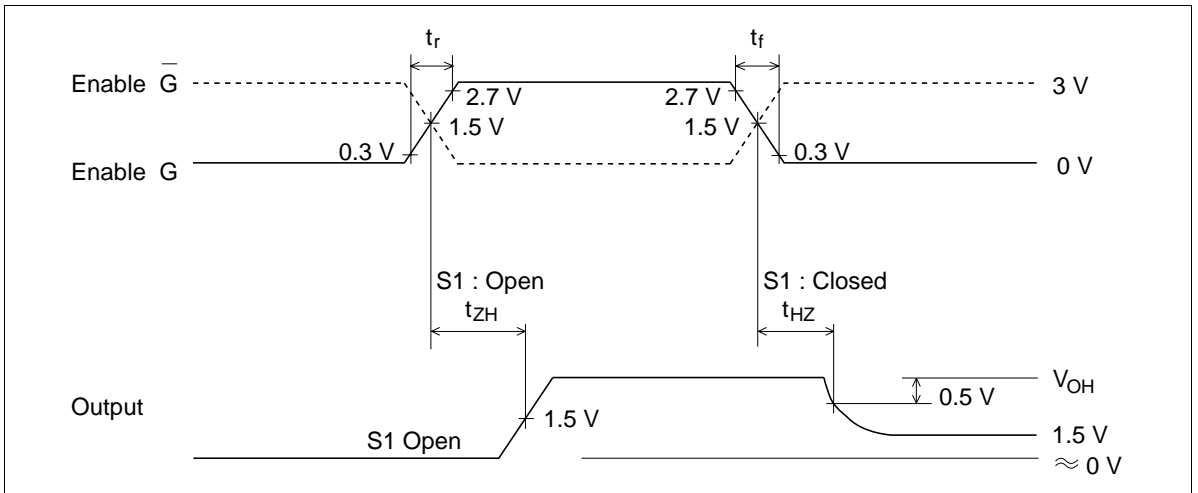 tr tf
Enable G̅ 3 V
2.7 V 2.7 V
1.5 V 1.5 V
0.3 V 0.3 V
Enable G 0 V
S1 : Open S1 : Closed
tZH tHZ
VOH
0.5 V
Output 1.5 V
1.5 V
S1 Open
≈ 0 V